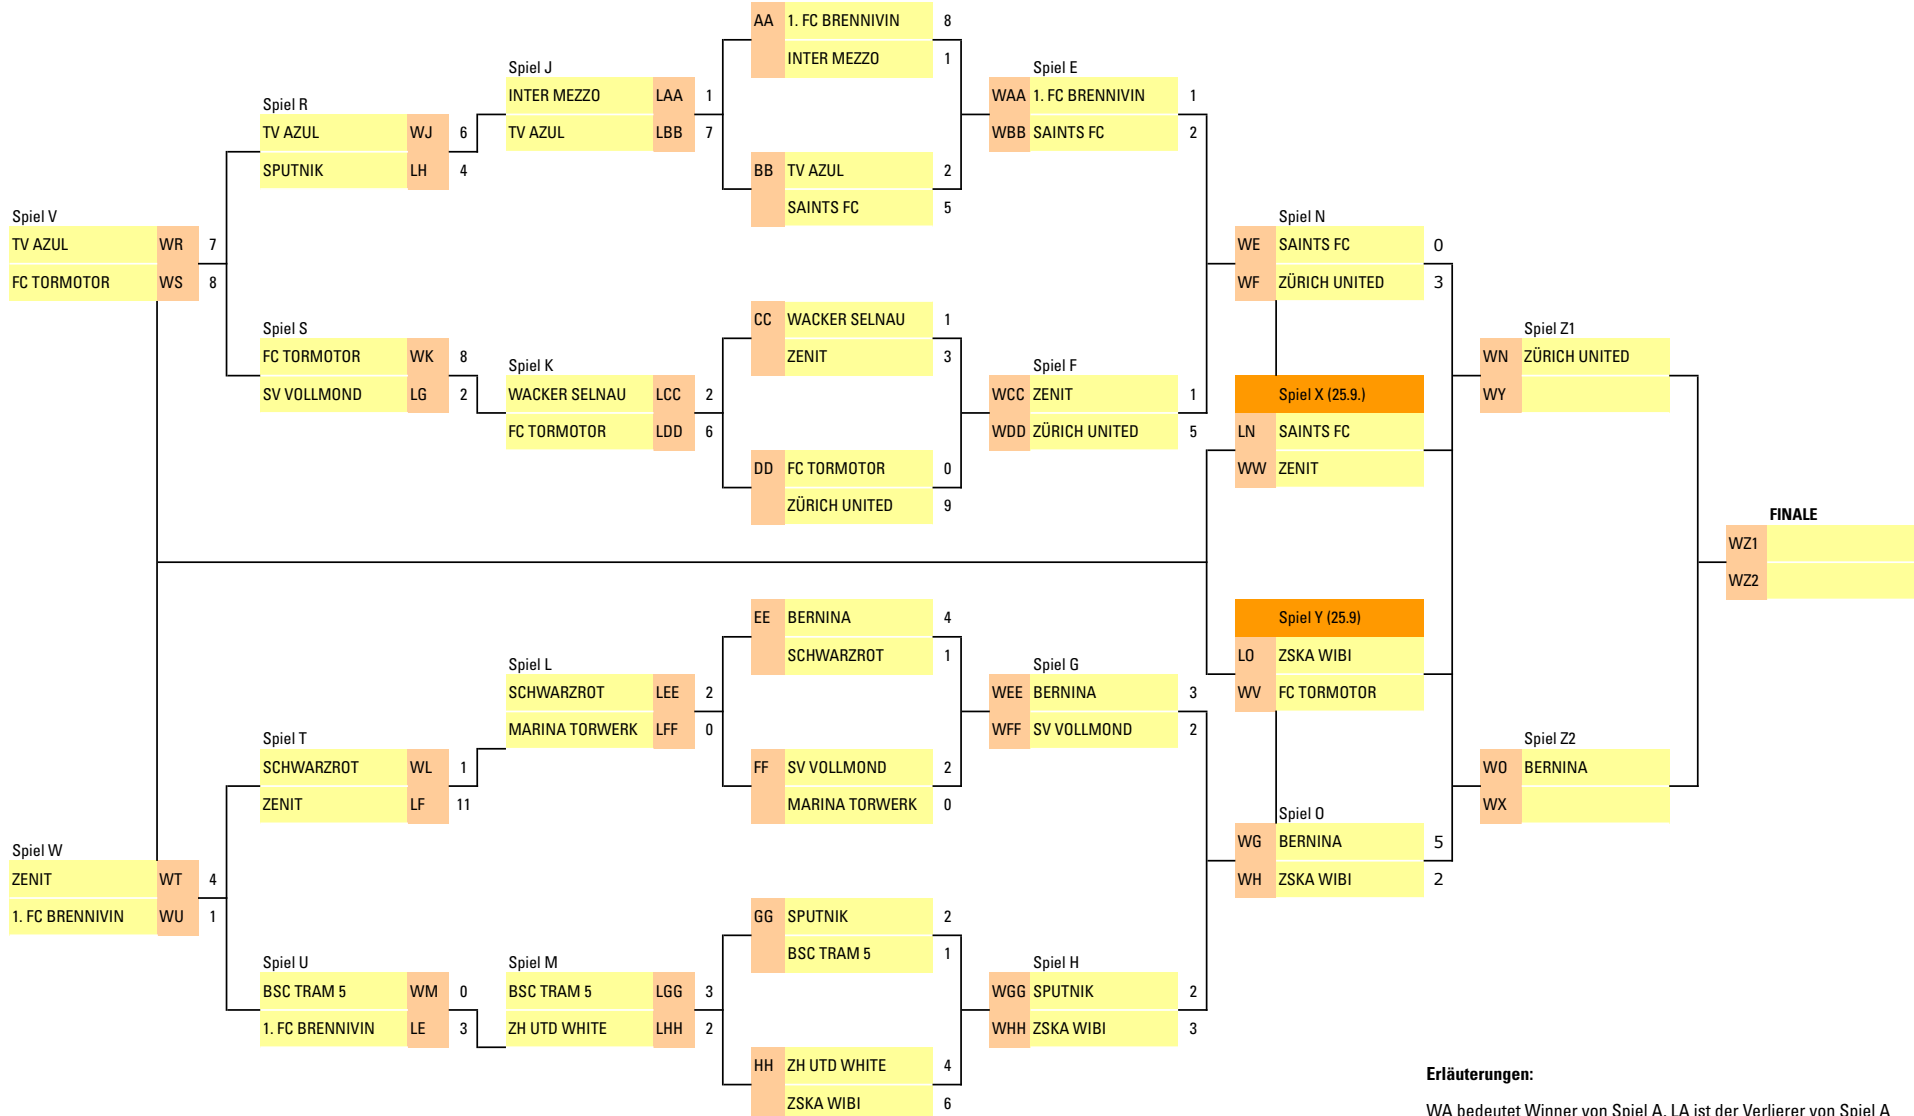 AA 1. FC BRENNIVIN 8
INTER MEZZO 1
Spiel J
INTER MEZZO LAA 1
TV AZUL LBB 7
Spiel E
WAA 1. FC BRENNIVIN 1
WBB SAINTS FC 2
Spiel R
TV AZUL WJ 6
SPUTNIK LH 4
BB TV AZUL 2
SAINTS FC 5
Spiel V
TV AZUL WR 7
FC TORMOTOR WS 8
Spiel N
WE SAINTS FC 0
WF ZÜRICH UNITED 3
Spiel S
FC TORMOTOR WK 8
SV VOLLMOND LG 2
CC WACKER SELNAU 1
ZENIT 3
Spiel Z1
WN ZÜRICH UNITED
WY
Spiel K
WACKER SELNAU LCC 2
FC TORMOTOR LDD 6
Spiel F
WCC ZENIT 1
WDD ZÜRICH UNITED 5
Spiel X (25.9.)
LN SAINTS FC
WW ZENIT
DD FC TORMOTOR 0
ZÜRICH UNITED 9
FINALE
WZ1
WZ2
EE BERNINA 4
SCHWARZROT 1
Spiel Y (25.9)
LO ZSKA WIBI
WV FC TORMOTOR
Spiel L
SCHWARZROT LEE 2
MARINA TORWERK LFF 0
Spiel G
WEE BERNINA 3
WFF SV VOLLMOND 2
Spiel T
SCHWARZROT WL 1
ZENIT LF 11
FF SV VOLLMOND 2
MARINA TORWERK 0
Spiel Z2
WO BERNINA
WX
Spiel O
WG BERNINA 5
WH ZSKA WIBI 2
Spiel W
ZENIT WT 4
1. FC BRENNIVIN WU 1
GG SPUTNIK 2
BSC TRAM 5 1
Spiel U
BSC TRAM 5 WM 0
1. FC BRENNIVIN LE 3
Spiel M
BSC TRAM 5 LGG 3
ZH UTD WHITE LHH 2
Spiel H
WGG SPUTNIK 2
WHH ZSKA WIBI 3
HH ZH UTD WHITE 4
ZSKA WIBI 6
Erläuterungen:
WA bedeutet Winner von Spiel A, LA ist der Verlierer von Spiel A